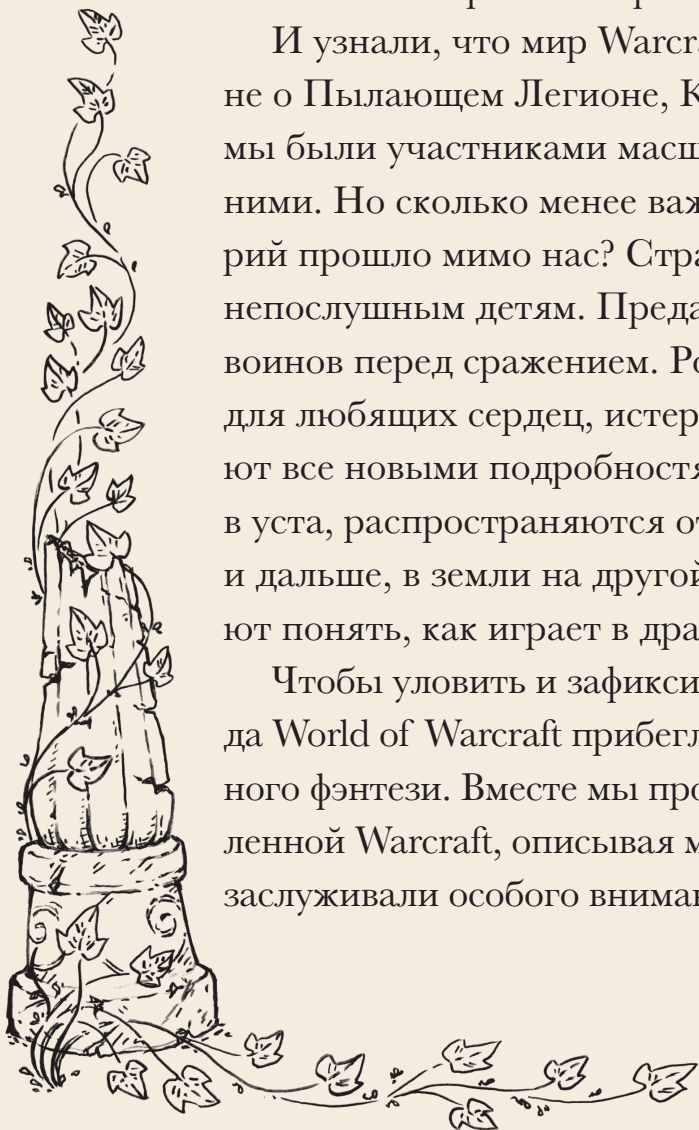 И узнали, что мир Warcr
не о Пылающем Легионе, К
мы были участниками масш
ними. Но сколько менее важ
рий прошло мимо нас? Стра
непослушным детям. Преда
воинов перед сражением. Ро
для любящих сердец, истер
ют все новыми подробностя
в уста, распространяются от
и дальше, в земли на другой
ют понять, как играет в дра
Чтобы уловить и зафикси
да World of Warcraft прибегл
ного фэнтези. Вместе мы про
ленной Warcraft, описывая м
заслуживали особого вниман